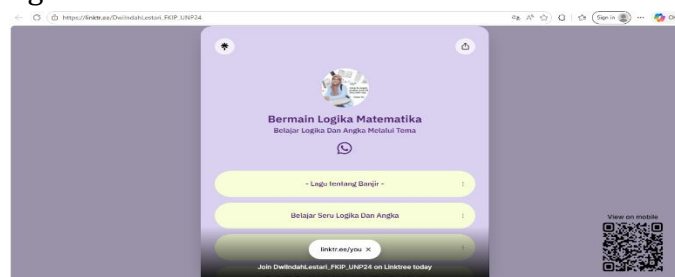 https://linktr.ee/DwiIndahLestari_FKIP_UNP24
Sign in
Bermain Logika Matematika
Belajar Logika Dan Angka Melalui Tema
- Lagu tentang Banjir -
Belajar Seru Logika Dan Angka
linktr.ee/you ×
Join DwiIndahLestari_FKIP_UNP24 on Linktree today
View on mobile